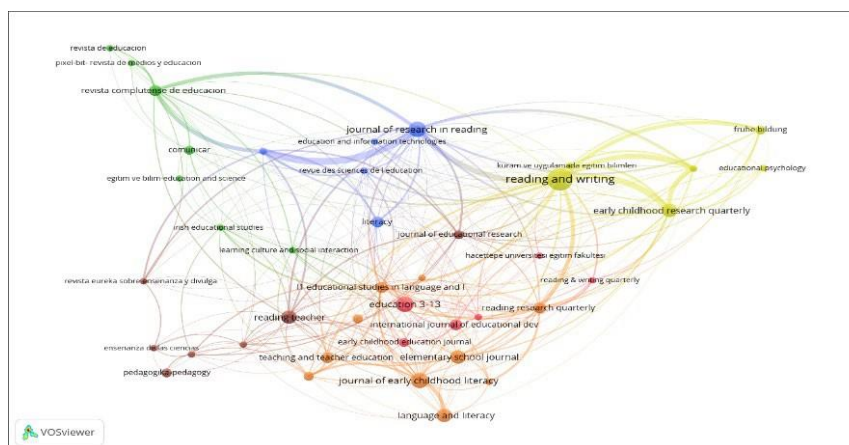 revista de educacion
pixel-bit- revista de medios y educacion
revista complutense de educacion
journal of research in reading
fruhe bildung
education and information technologies
comunicar
kuram ve uygulamada egitim bilimleri
educational psychology
revue des sciences de l education
reading and writing
egitim ve bilim-education and science
early childhood research quarterly
literacy
irish educational studies
journal of educational research
learning culture and social interaction
hacettepe universitesi egitim fakultesi
revista eureka sobre ensenanza y divulga
l1 educational studies in language and l
reading & writing quarterly
education 3-13
reading research quarterly
reading teacher
international journal of educational dev
early childhood education journal
ensenanza de las ciencias
teaching and teacher education
elementary school journal
pedagogika-pedagogy
journal of early childhood literacy
language and literacy
VOSviewer